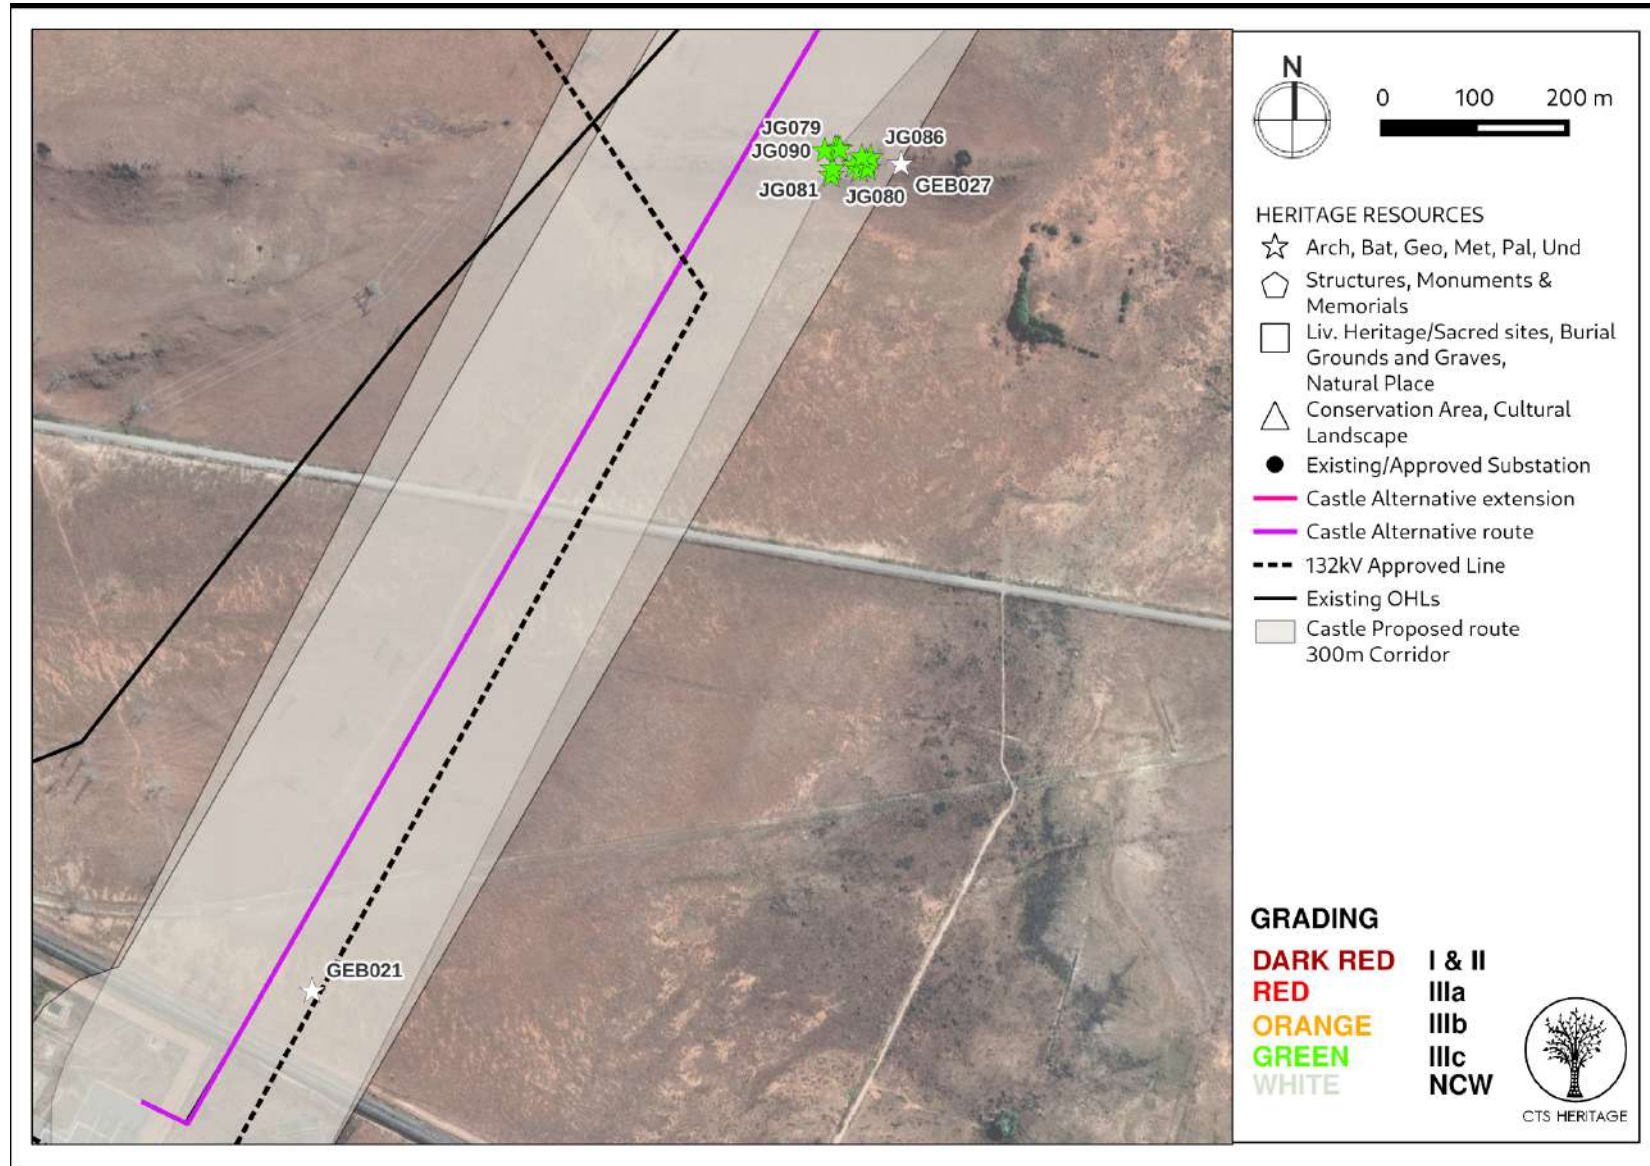 JG079
JG090
JG086
JG081
JG080
GEB027
GEB021
N
0 100 200 m
HERITAGE RESOURCES
Arch, Bat, Geo, Met, Pal, Und
Structures, Monuments &
Memorials
Liv. Heritage/Sacred sites, Burial
Grounds and Graves,
Natural Place
Conservation Area, Cultural
Landscape
Existing/Approved Substation
Castle Alternative extension
Castle Alternative route
132kV Approved Line
Existing OHLs
Castle Proposed route
300m Corridor
GRADING
DARK RED I & II
RED IIIa
ORANGE IIIb
GREEN IIIc
WHITE NCW
CTS HERITAGE